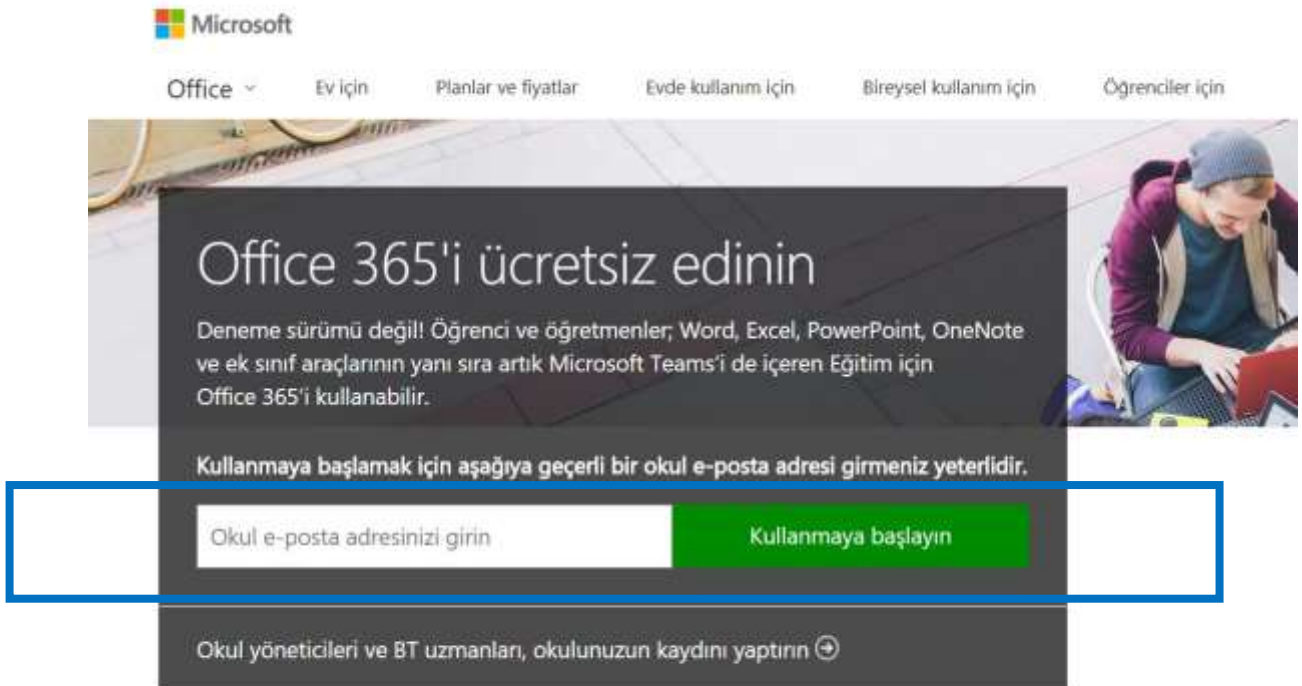 Microsoft
Office Ev için Planlar ve fiyatlar Evde kullanım için Bireysel kullanım için Öğrenciler için
Office 365'i ücretsiz edinin
Deneme sürümü değil! Öğrenci ve öğretmenler; Word, Excel, PowerPoint, OneNote
ve ek sınıf araçlarının yanı sıra artık Microsoft Teams'i de içeren Eğitim için
Office 365'i kullanabilir.
Kullanmaya başlamak için aşağıya geçerli bir okul e-posta adresi girmeniz yeterlidir.
Okul e-posta adresinizi girin Kullanmaya başlayın
Okul yöneticileri ve BT uzmanları, okulunuzun kaydını yaptırın